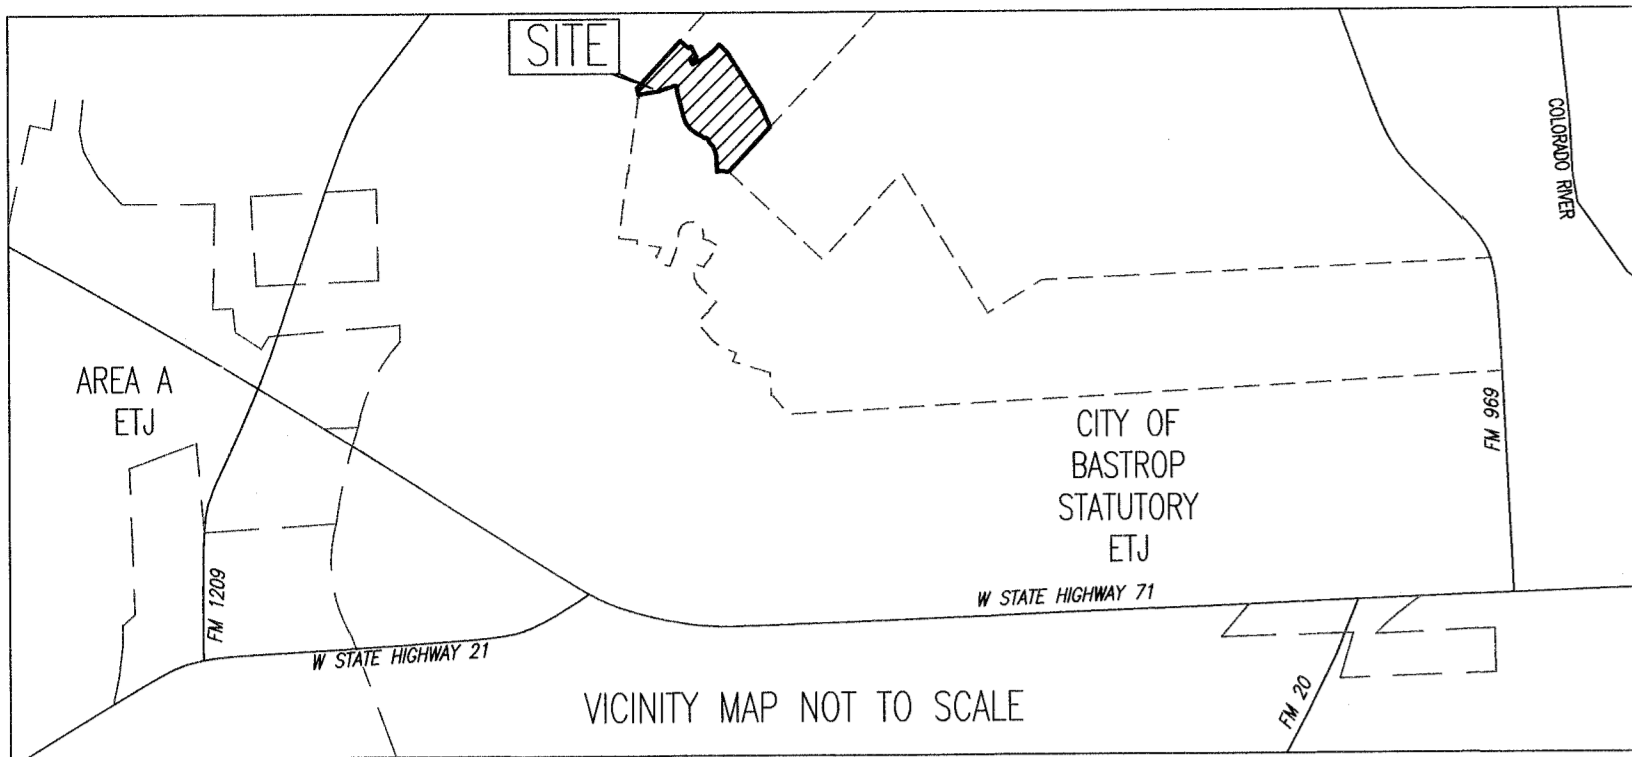 SITE
COLORADO RIVER
AREA A
ETJ
CITY OF
BASTROP
STATUTORY
ETJ
FM 969
FM 1209
W STATE HIGHWAY 71
W STATE HIGHWAY 21
FM 20
VICINITY MAP NOT TO SCALE